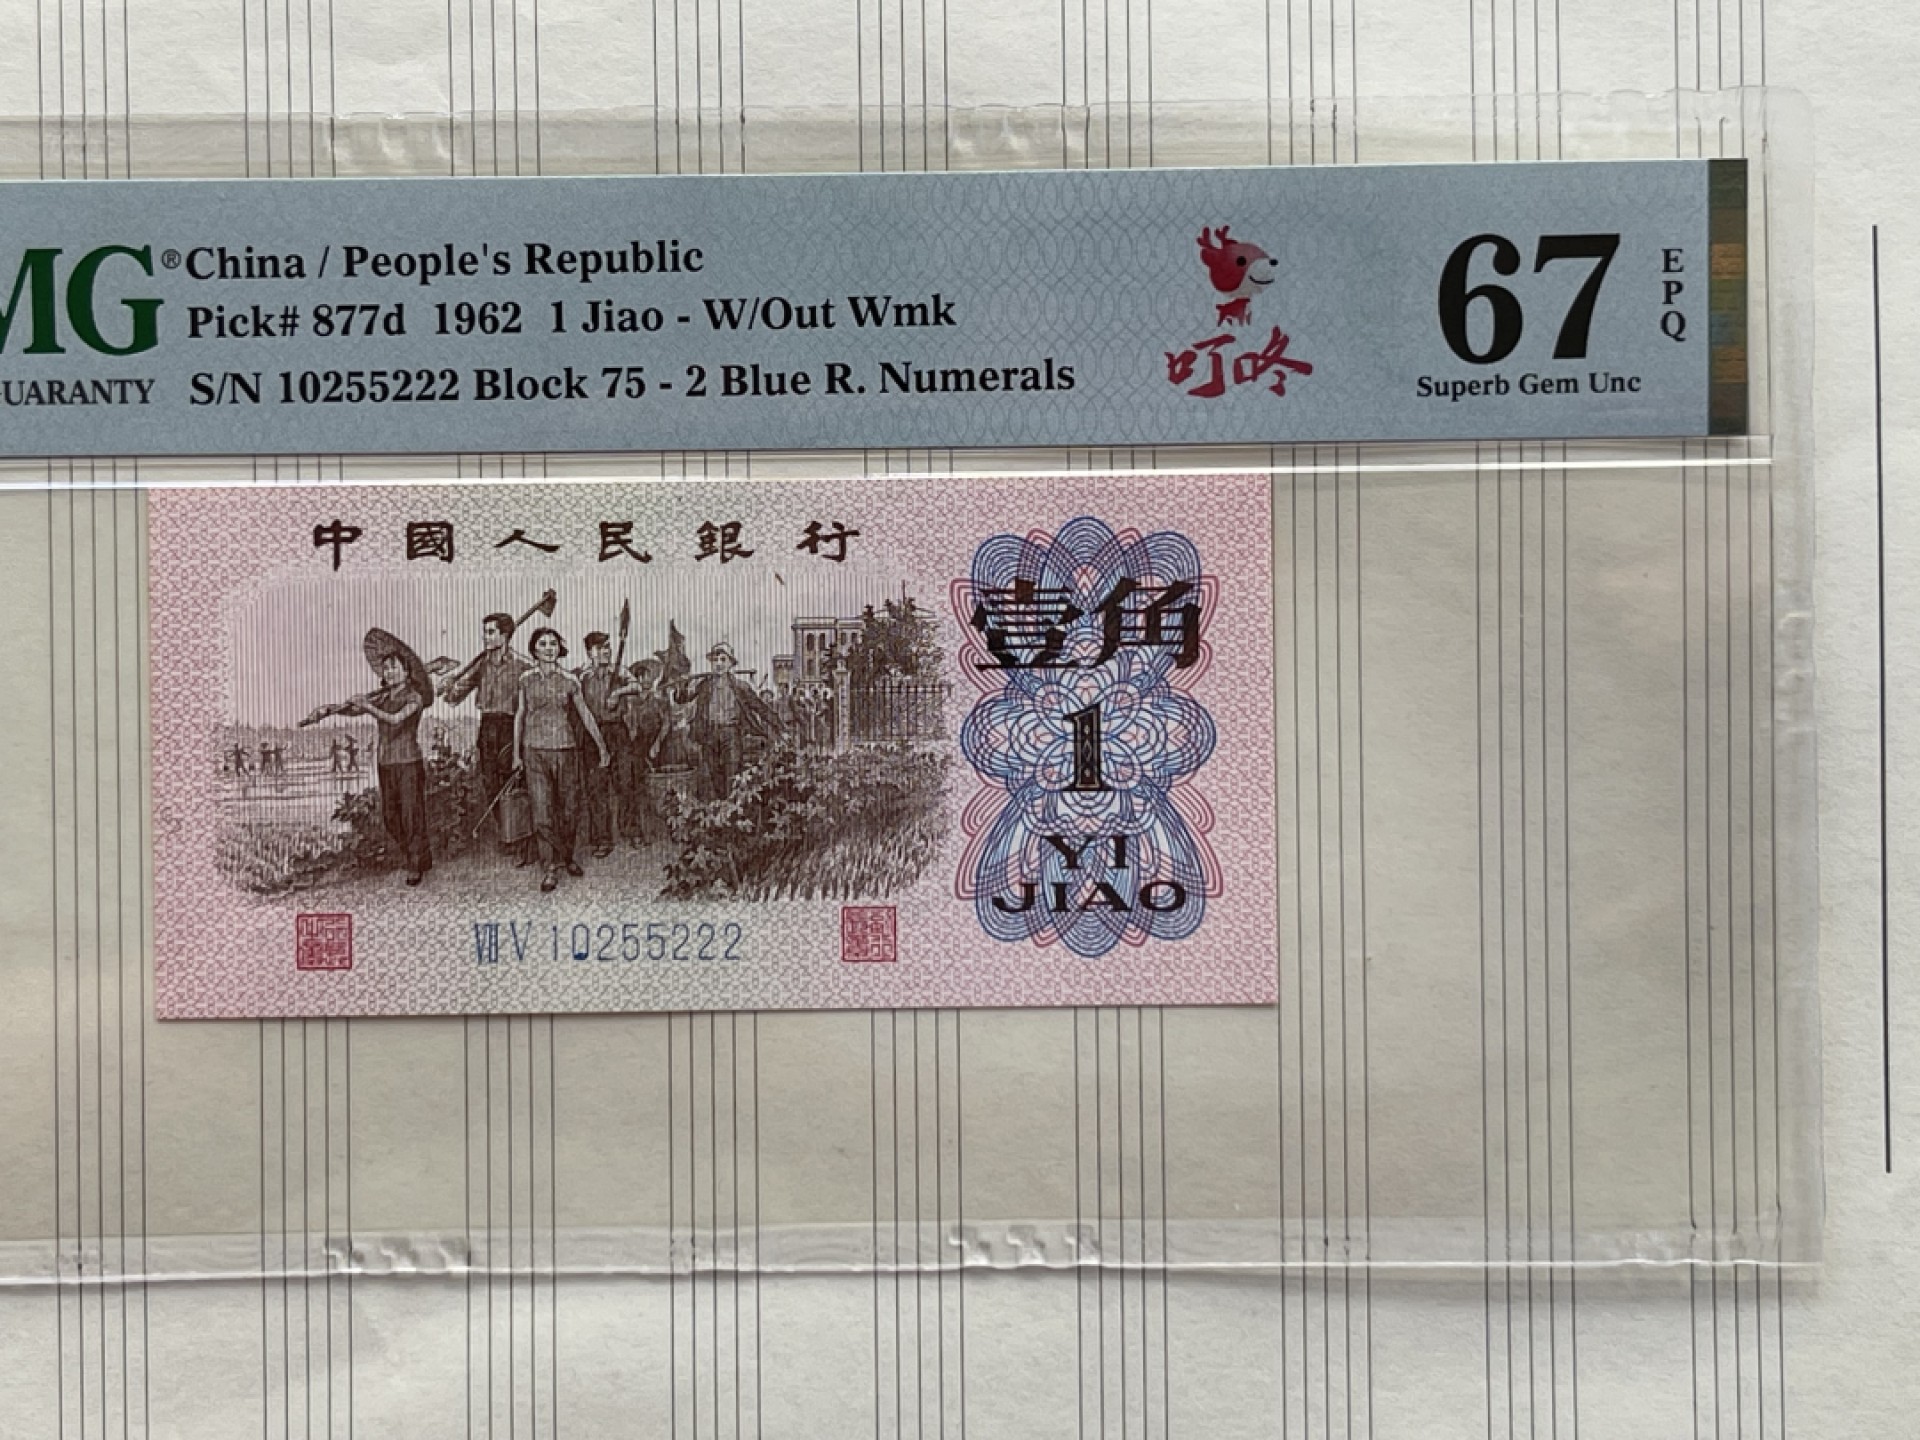 MG®
GUARANTY
China / People's Republic
Pick# 877d 1962 1 Jiao - W/Out Wmk
S/N 10255222 Block 75 - 2 Blue R. Numerals
叮咚
67
EPQ
Superb Gem Unc
中國人民銀行
壹角
1
YI
JIAO
VIIV 10255222